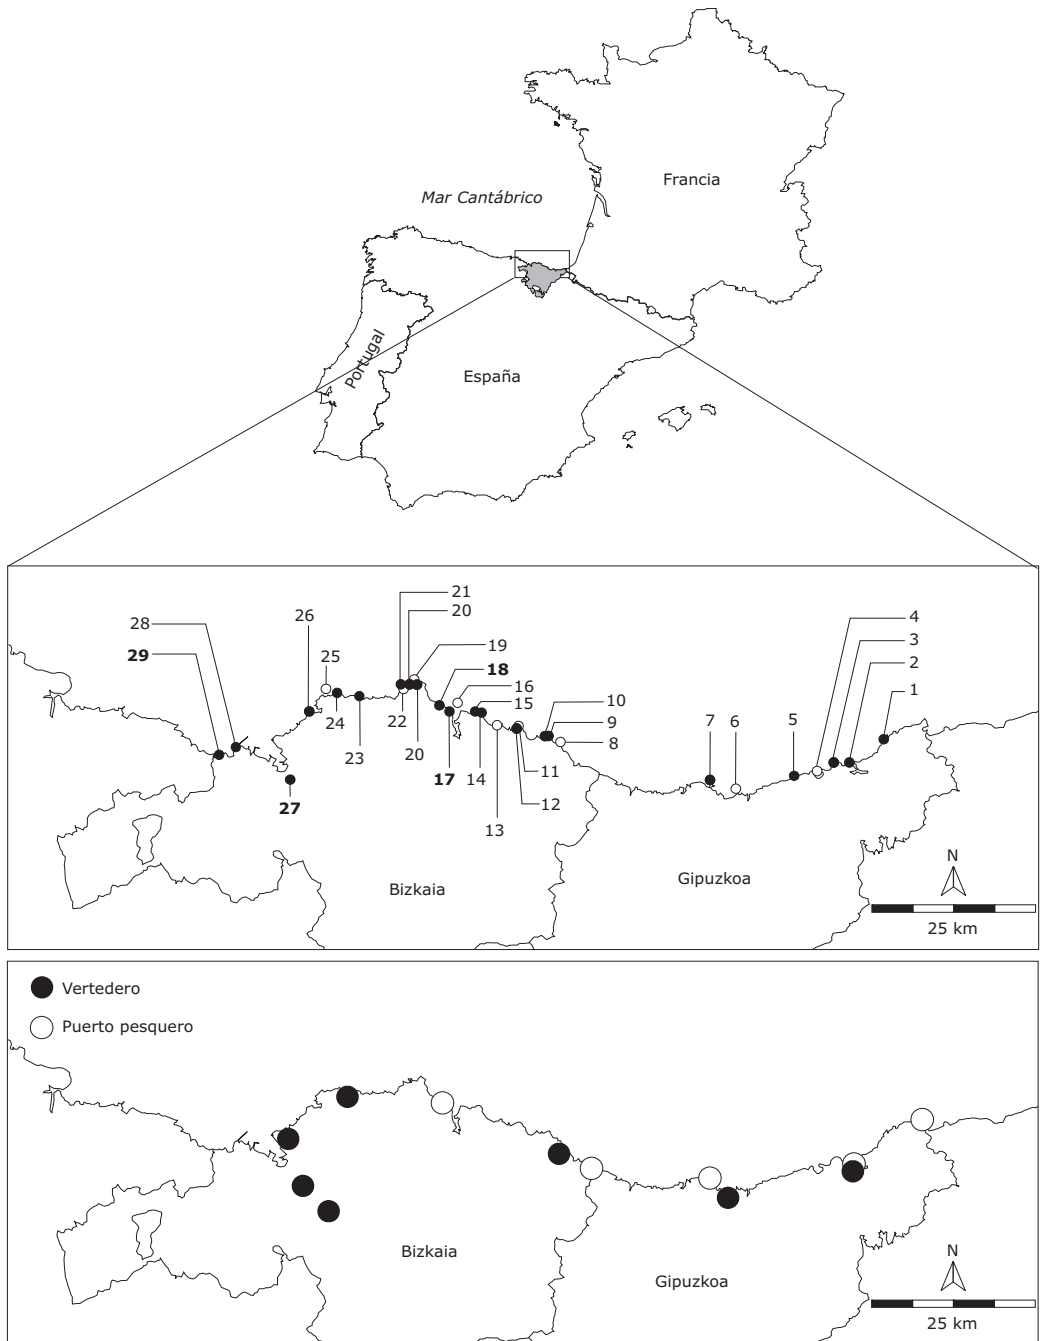 Francia
Mar Cantábrico
Portugal
España
21
20
28
26
19
4
29
25
18
3
16
2
15
10
1
24
22
9
7
6
5
8
23
20
17
14
11
27
12
13
Bizkaia
Gipuzkoa
N
25 km
Vertedero
Puerto pesquero
Bizkaia
Gipuzkoa
N
25 km